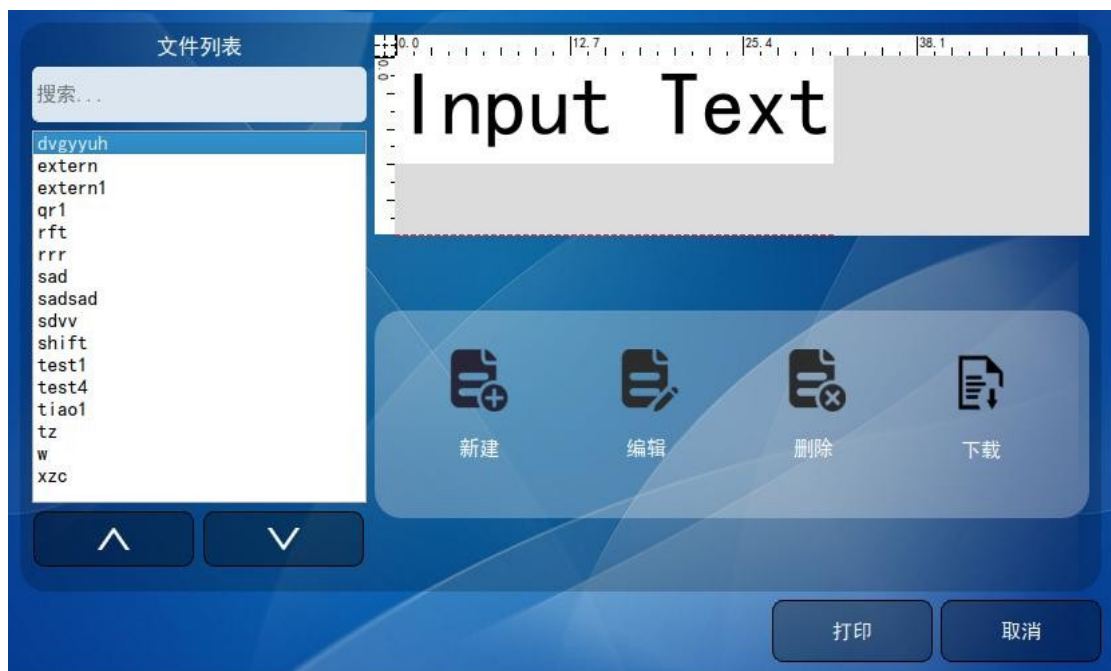 文件列表
搜索...
dvgyyuh
extern
extern1
qr1
rft
rrr
sad
sadsad
sdvv
shift
test1
test4
tiao1
tz
w
xzc
0.0 12.7 25.4 38.1
0.0
Input Text
新建 编辑 删除 下载
打印 取消